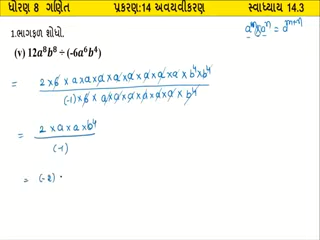 ધોરણ 8 ગણિત પ્રકરણ:14 અવયવીકરણ સ્વાધ્યાય 14.3
1.ભાગફળ શોધો.
aᵐ×aⁿ = aᵐ⁺ⁿ
(v) 12a⁸b⁸ ÷ (-6a⁶b⁴)
= 2 × 6 × a×a×a×a×a×a×a×a × b⁴×b⁴
(-1)×6×a×a×a×a×a×a × b⁴
= 2 × a × a × b⁴
(-1)
= (-2) ·